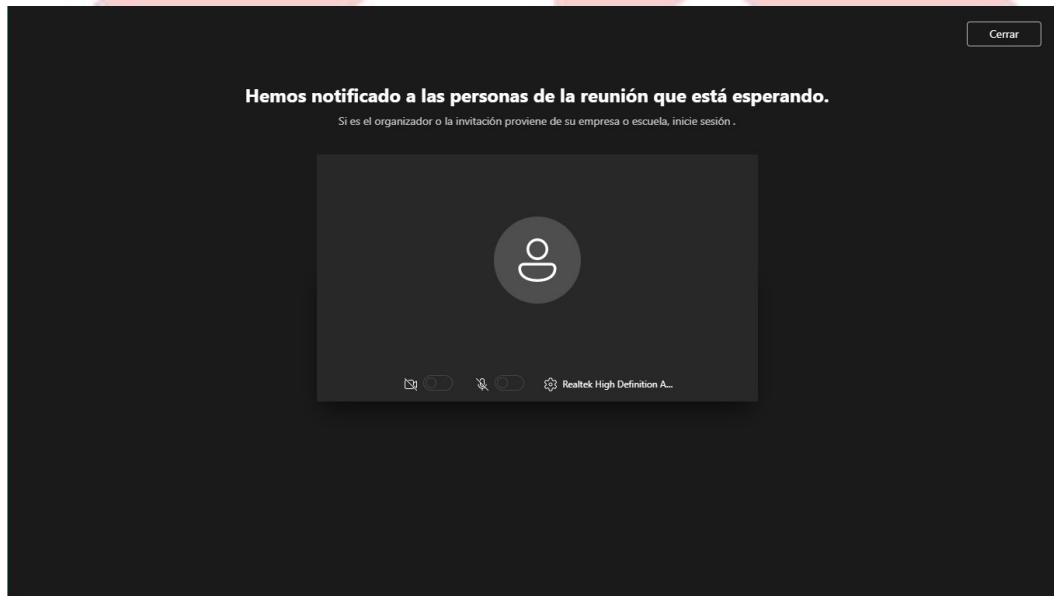 Cerrar
Hemos notificado a las personas de la reunión que está esperando.
Si es el organizador o la invitación proviene de su empresa o escuela, inicie sesión .
Realtek High Definition A...